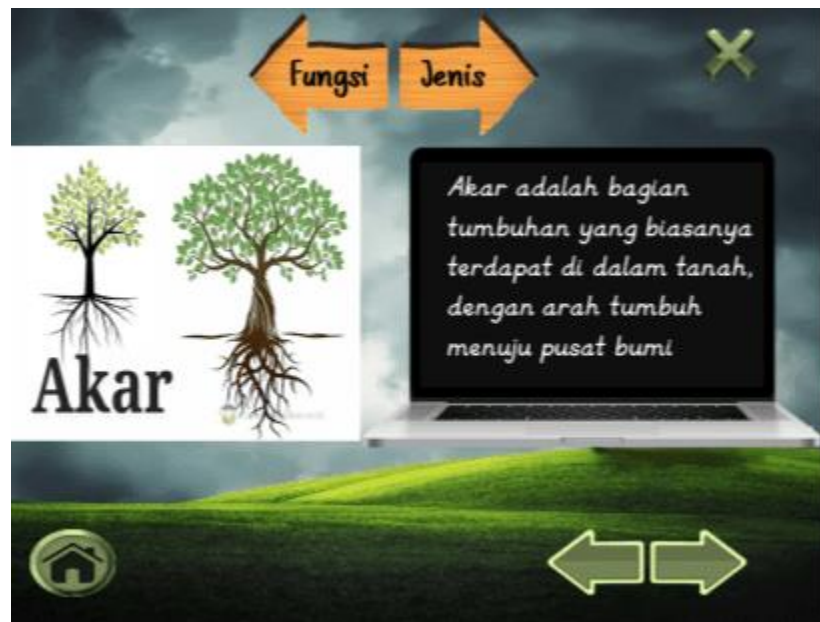 Fungsi
Jenis
Akar
Akar adalah bagian
tumbuhan yang biasanya
terdapat di dalam tanah,
dengan arah tumbuh
menuju pusat bumi